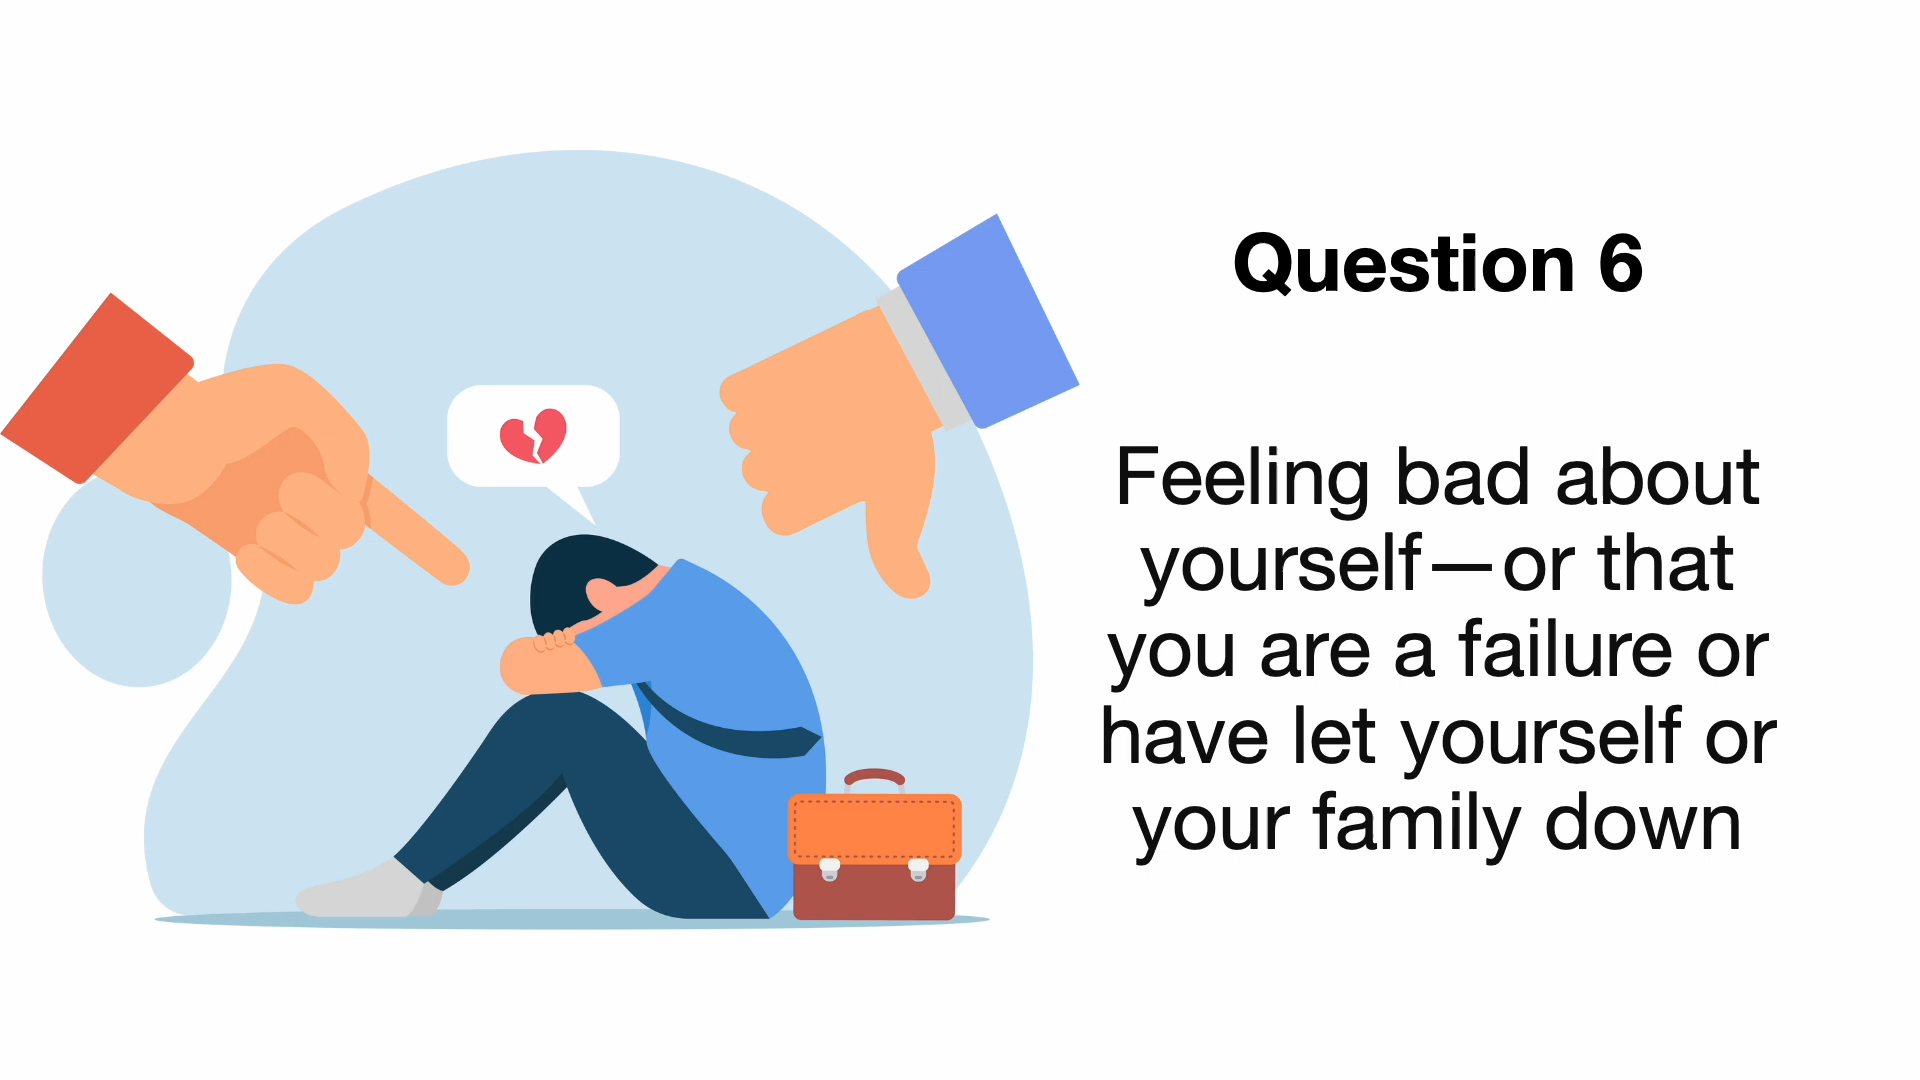 Question 6
Feeling bad about
yourself—or that
you are a failure or
have let yourself or
your family down